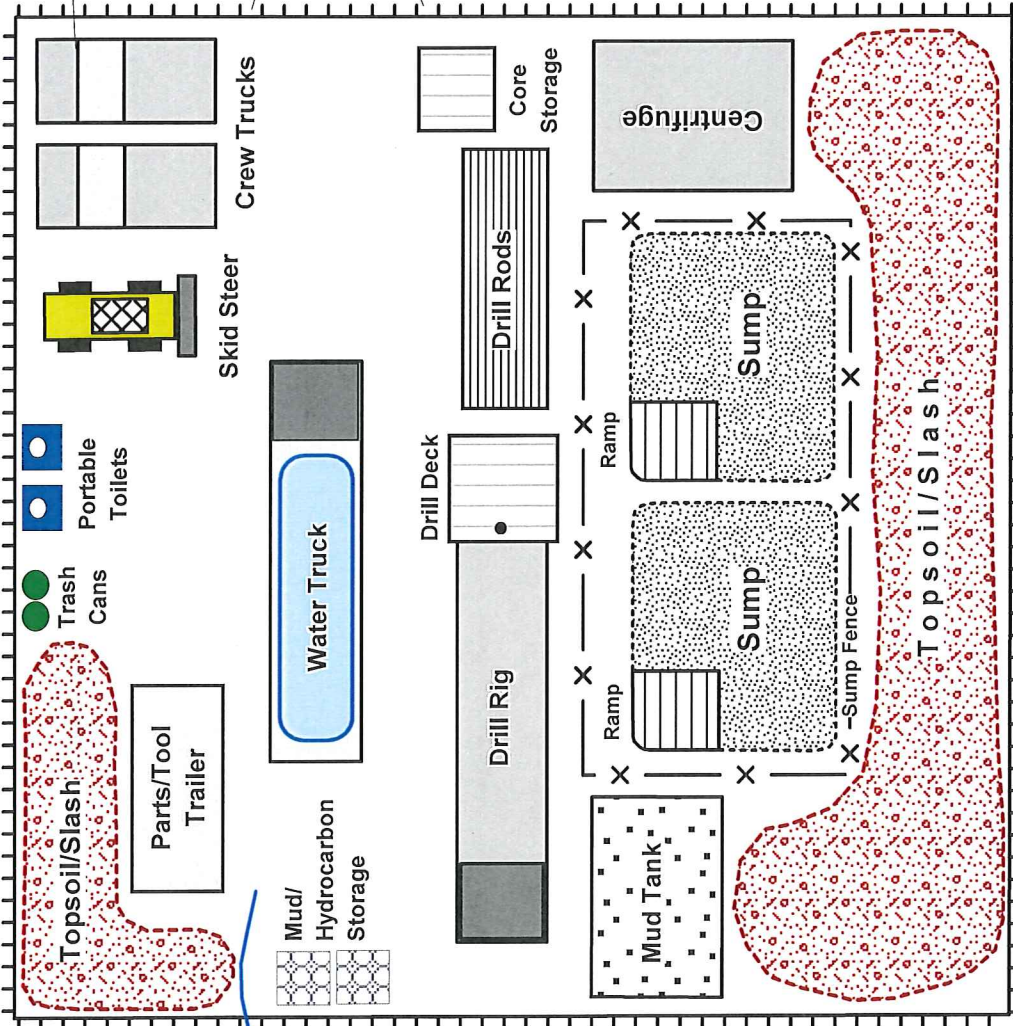 Crew Trucks
Skid Steer
Portable
Toilets
Trash
Cans
Topsoil/Slash
Parts/Tool
Trailer
Water Truck
Mud/
Hydrocarbon
Storage
Core
Storage
Drill Rods
Drill Deck
Drill Rig
Centrifuge
Ramp
Sump
Ramp
Sump
Sump Fence
Mud Tank
Topsoil/Slash